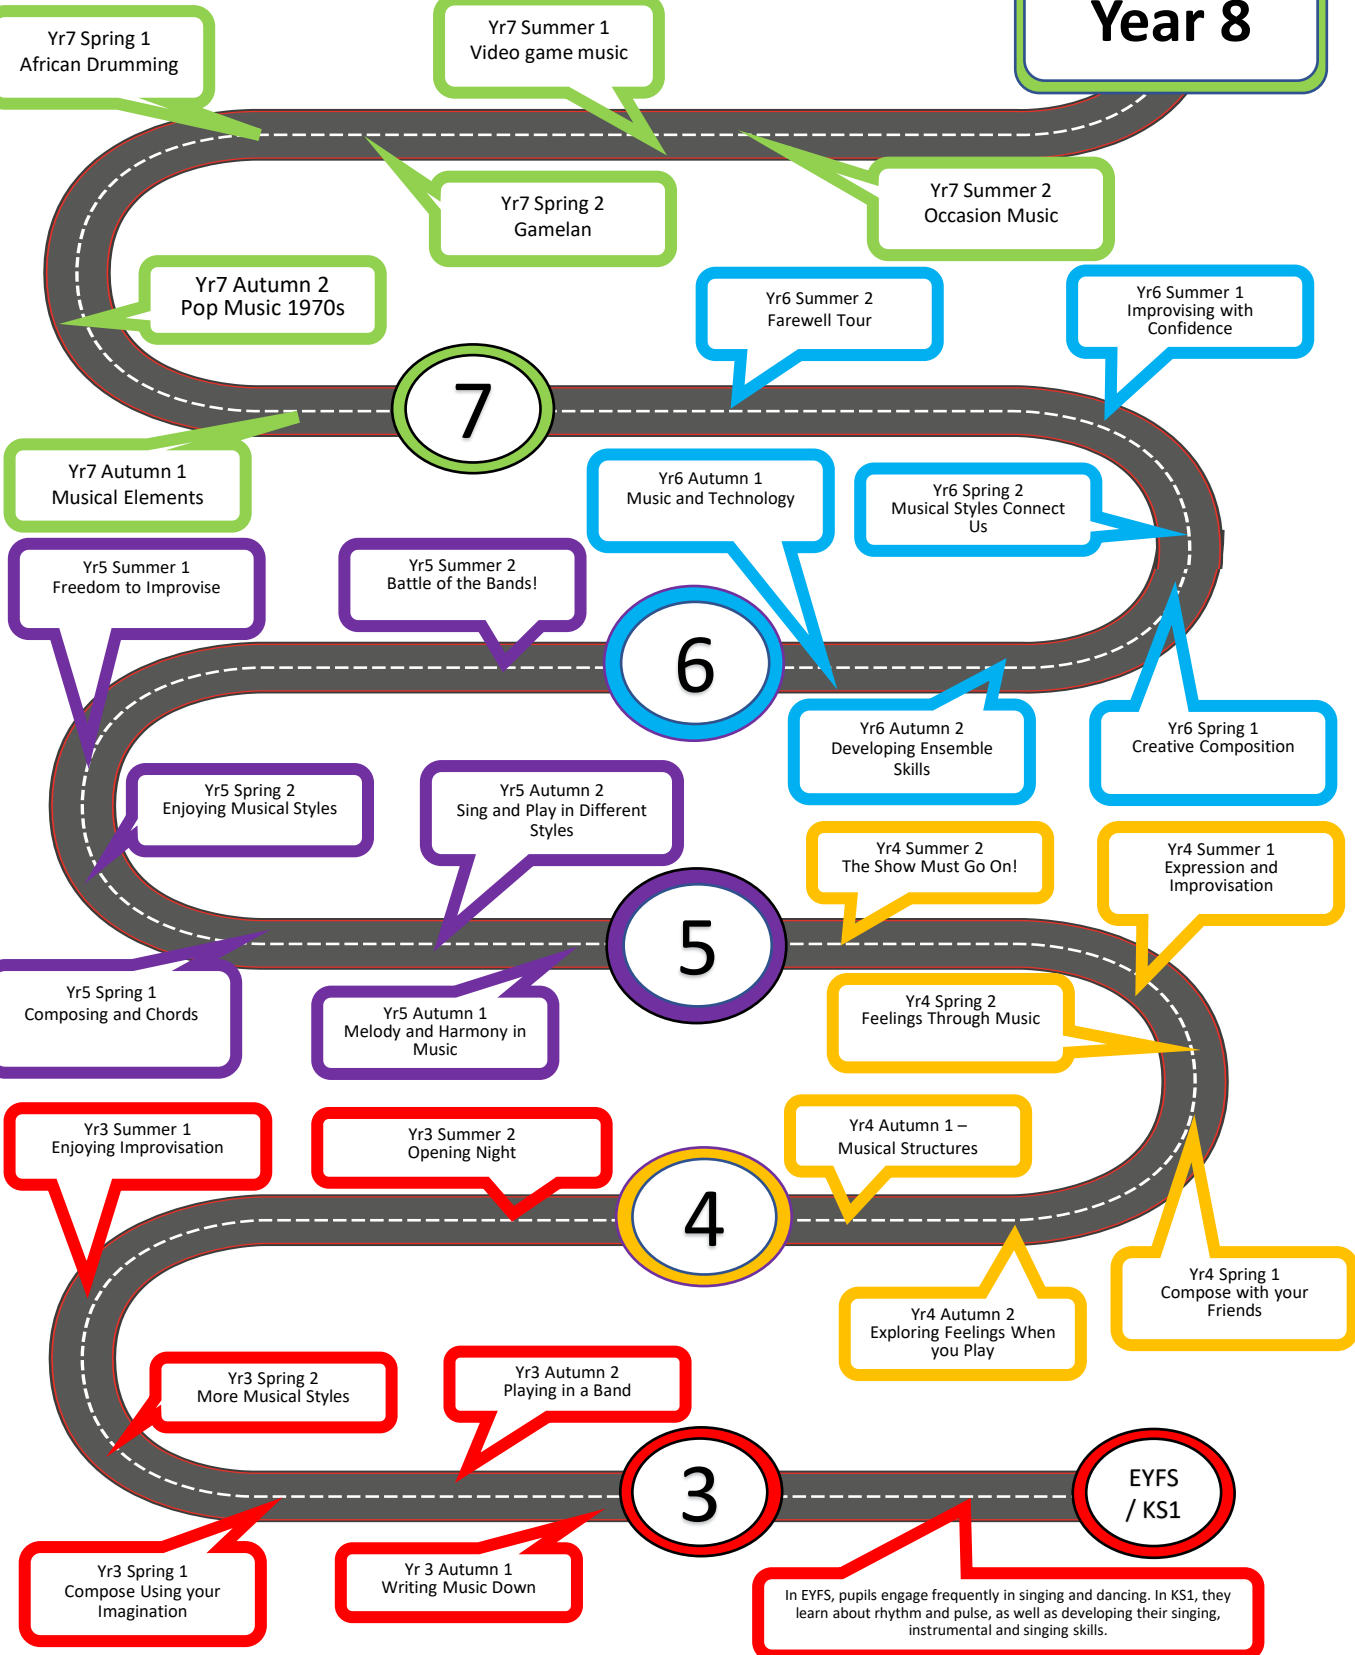 Year 8
Yr7 Spring 1
African Drumming
Yr7 Summer 1
Video game music
Yr7 Spring 2
Gamelan
Yr7 Summer 2
Occasion Music
Yr7 Autumn 2
Pop Music 1970s
Yr6 Summer 2
Farewell Tour
Yr6 Summer 1
Improvising with
Confidence
7
Yr7 Autumn 1
Musical Elements
Yr6 Autumn 1
Music and Technology
Yr6 Spring 2
Musical Styles Connect
Us
Yr5 Summer 1
Freedom to Improvise
Yr5 Summer 2
Battle of the Bands!
6
Yr6 Autumn 2
Developing Ensemble
Skills
Yr6 Spring 1
Creative Composition
Yr5 Spring 2
Enjoying Musical Styles
Yr5 Autumn 2
Sing and Play in Different
Styles
Yr4 Summer 2
The Show Must Go On!
Yr4 Summer 1
Expression and
Improvisation
5
Yr5 Spring 1
Composing and Chords
Yr5 Autumn 1
Melody and Harmony in
Music
Yr4 Spring 2
Feelings Through Music
Yr3 Summer 1
Enjoying Improvisation
Yr3 Summer 2
Opening Night
Yr4 Autumn 1 –
Musical Structures
4
Yr4 Autumn 2
Exploring Feelings When
you Play
Yr4 Spring 1
Compose with your
Friends
Yr3 Spring 2
More Musical Styles
Yr3 Autumn 2
Playing in a Band
3
EYFS
/ KS1
Yr3 Spring 1
Compose Using your
Imagination
Yr 3 Autumn 1
Writing Music Down
In EYFS, pupils engage frequently in singing and dancing. In KS1, they
learn about rhythm and pulse, as well as developing their singing,
instrumental and singing skills.